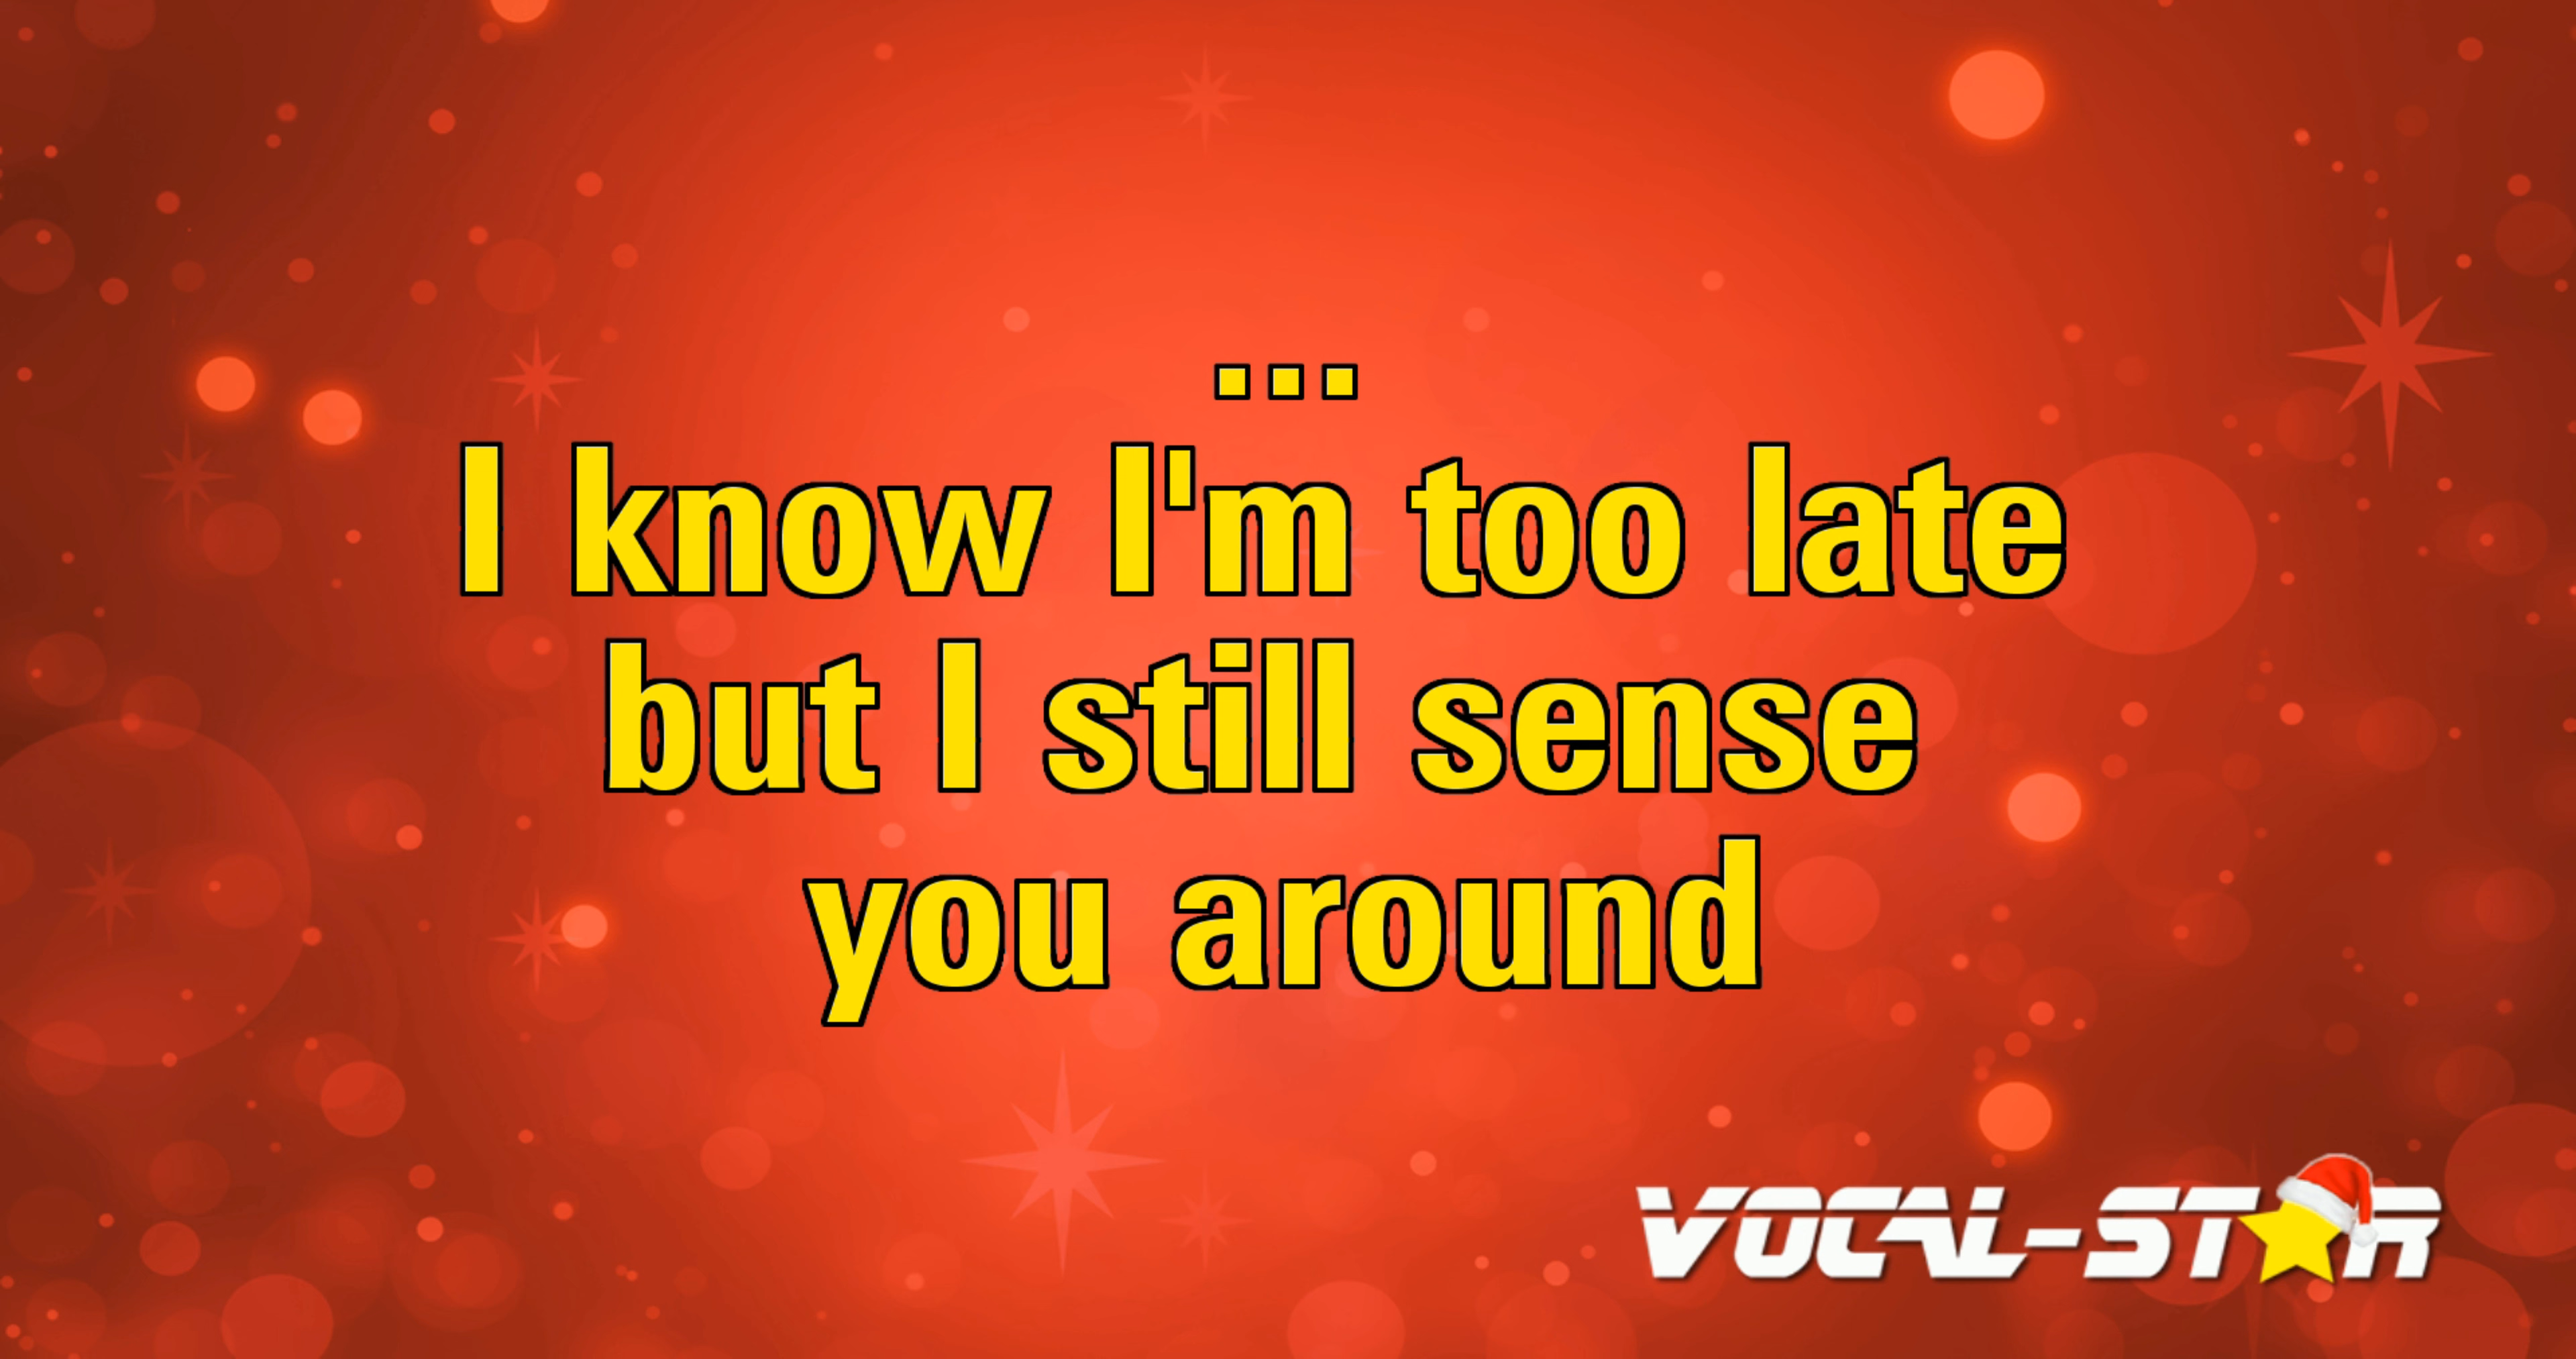 ...
I know I'm too late
but I still sense
you around
VOCAL-STAR